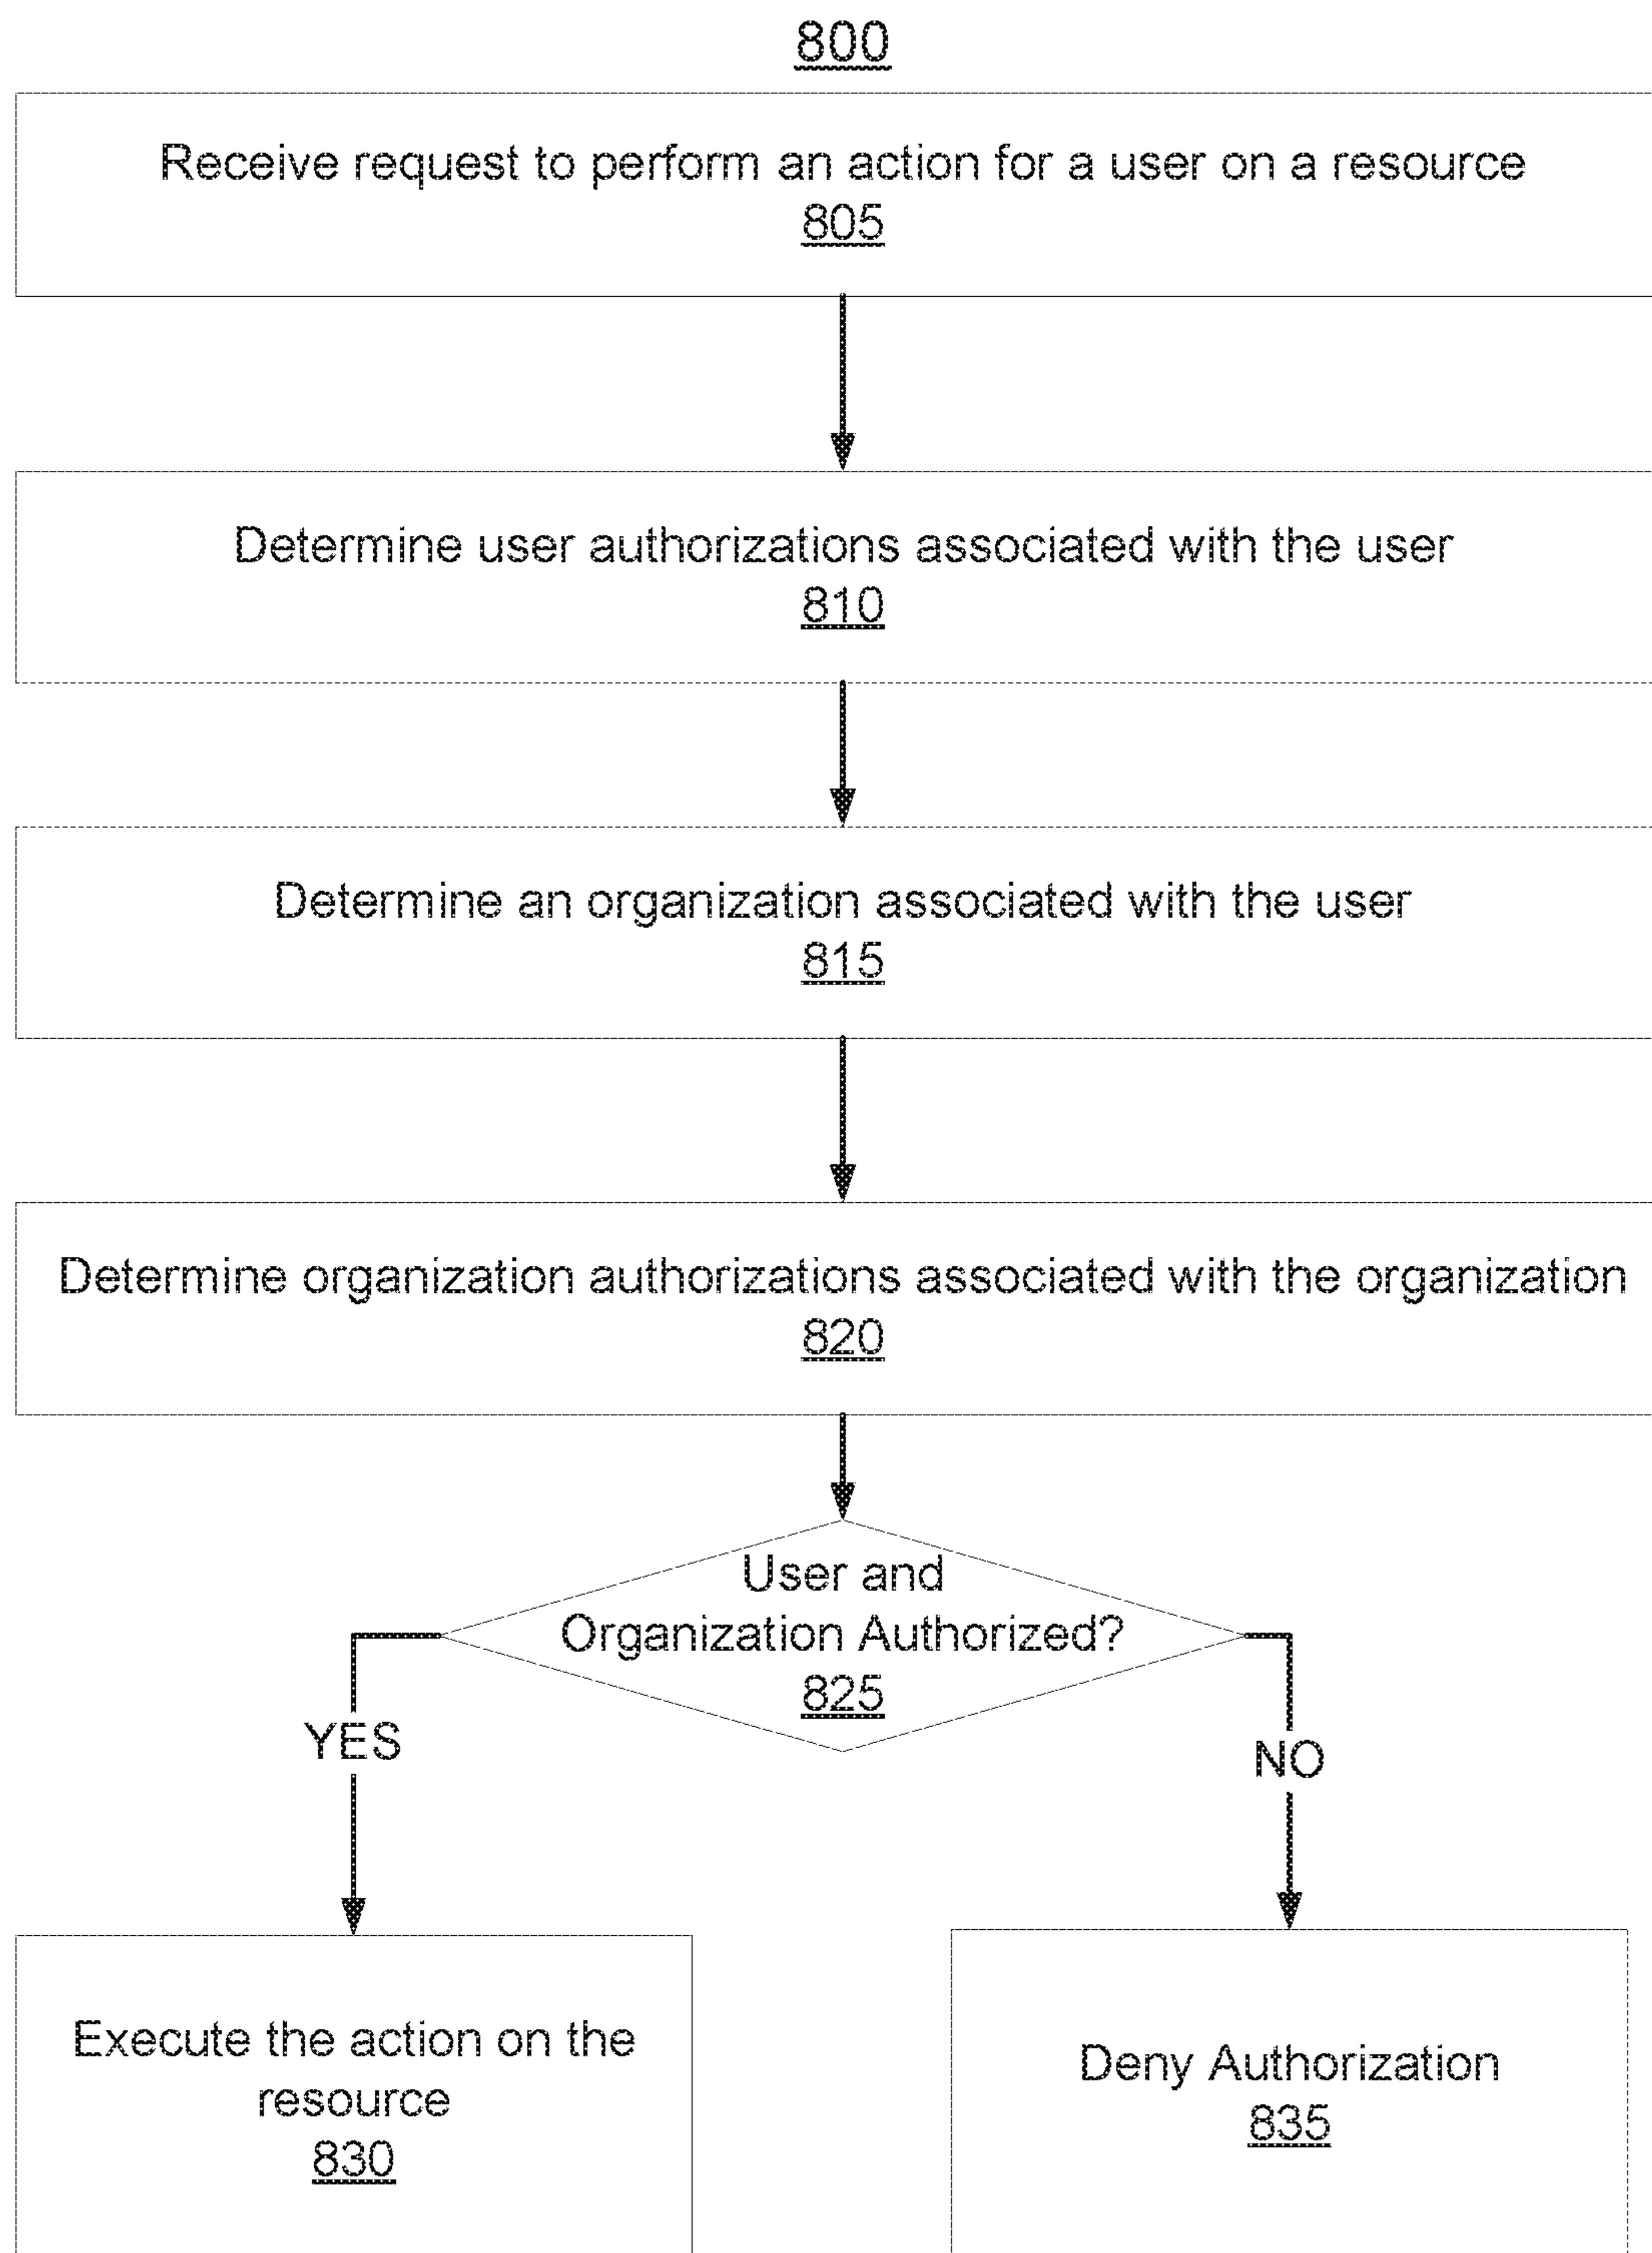 800
Receive request to perform an action for a user on a resource
805
Determine user authorizations associated with the user
810
Determine an organization associated with the user
815
Determine organization authorizations associated with the organization
820
User and
Organization Authorized?
825
YES
NO
Execute the action on the
resource
830
Deny Authorization
835